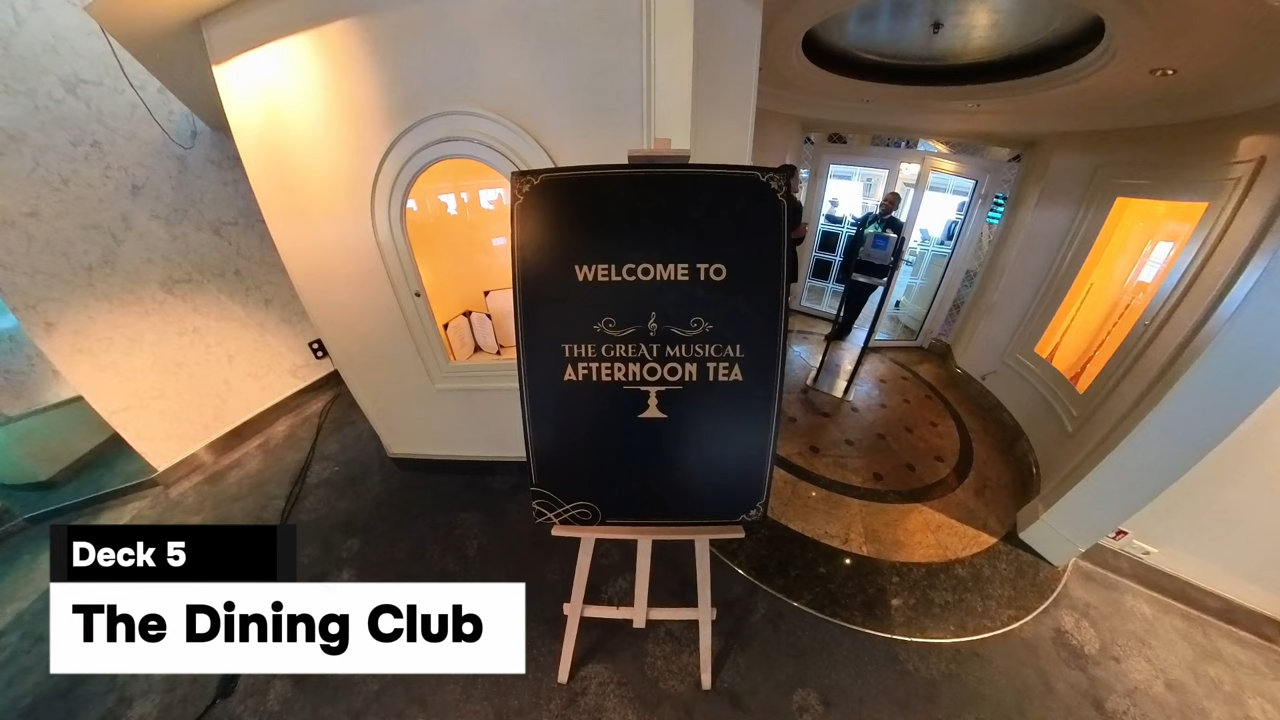 WELCOME TO
THE GREAT MUSICAL
AFTERNOON TEA
Deck 5
The Dining Club